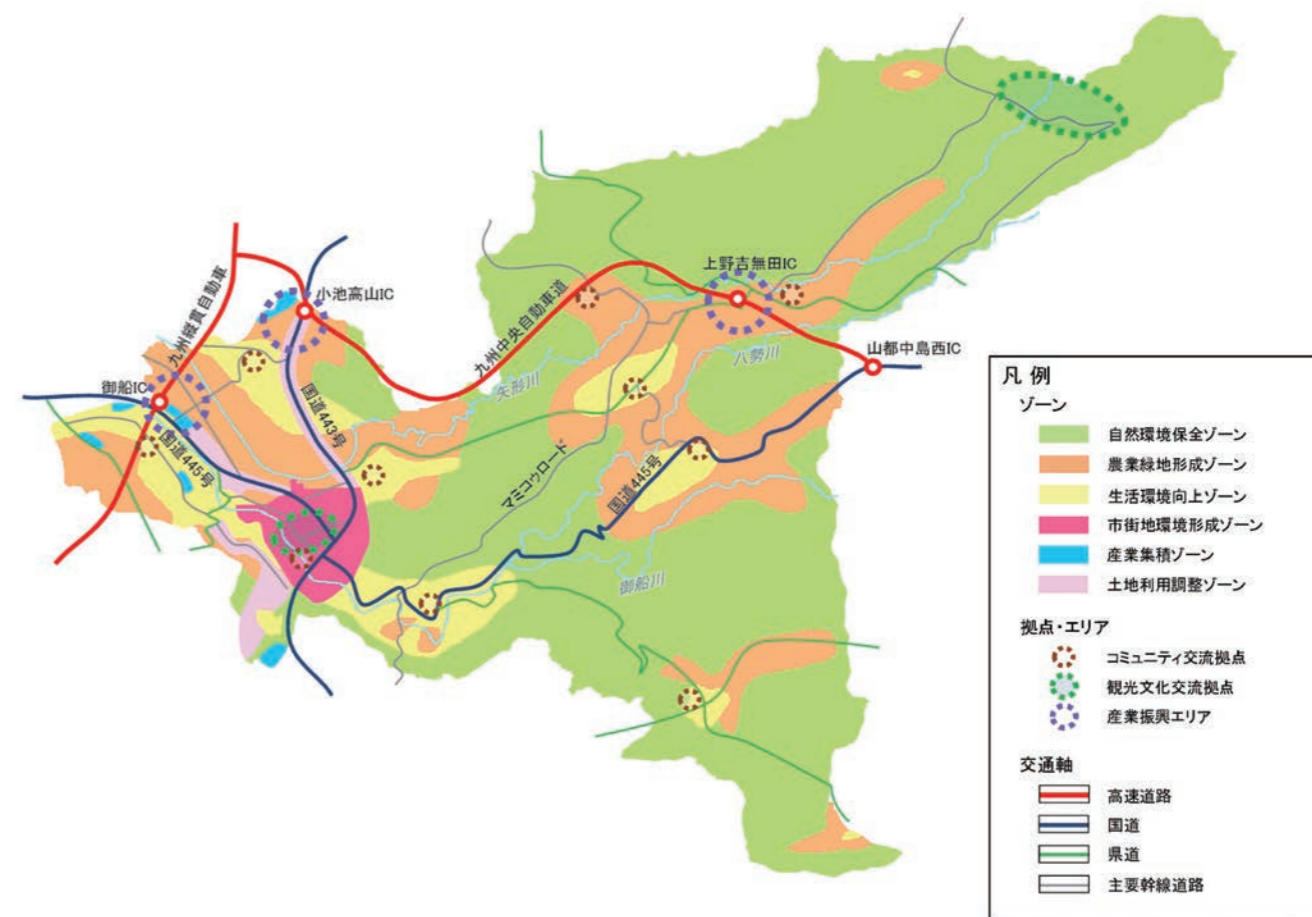 上野吉無田IC
小池高山IC
九州縦貫自動車
九州中央自動車道
山都中島西IC
八勢川
御船IC
矢形川
国道443号
国道445号
マミコゥロード
国道445号
御船川
凡例
ゾーン
自然環境保全ゾーン
農業緑地形成ゾーン
生活環境向上ゾーン
市街地環境形成ゾーン
産業集積ゾーン
土地利用調整ゾーン
拠点・エリア
コミュニティ交流拠点
観光文化交流拠点
産業振興エリア
交通軸
高速道路
国道
県道
主要幹線道路